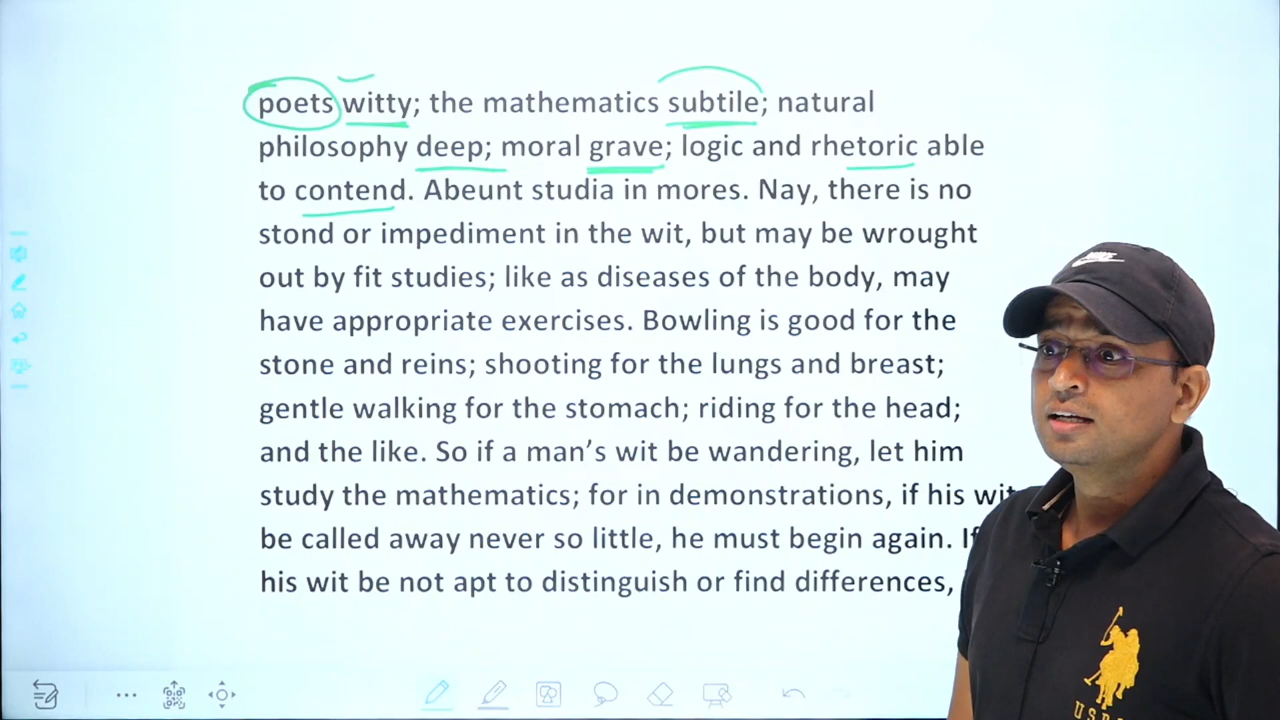 poets witty; the mathematics subtile; natural
philosophy deep; moral grave; logic and rhetoric able
to contend. Abeunt studia in mores. Nay, there is no
stond or impediment in the wit, but may be wrought
out by fit studies; like as diseases of the body, may
have appropriate exercises. Bowling is good for the
stone and reins; shooting for the lungs and breast;
gentle walking for the stomach; riding for the head;
and the like. So if a man’s wit be wandering, let him
study the mathematics; for in demonstrations, if his wit
be called away never so little, he must begin again. If
his wit be not apt to distinguish or find differences,